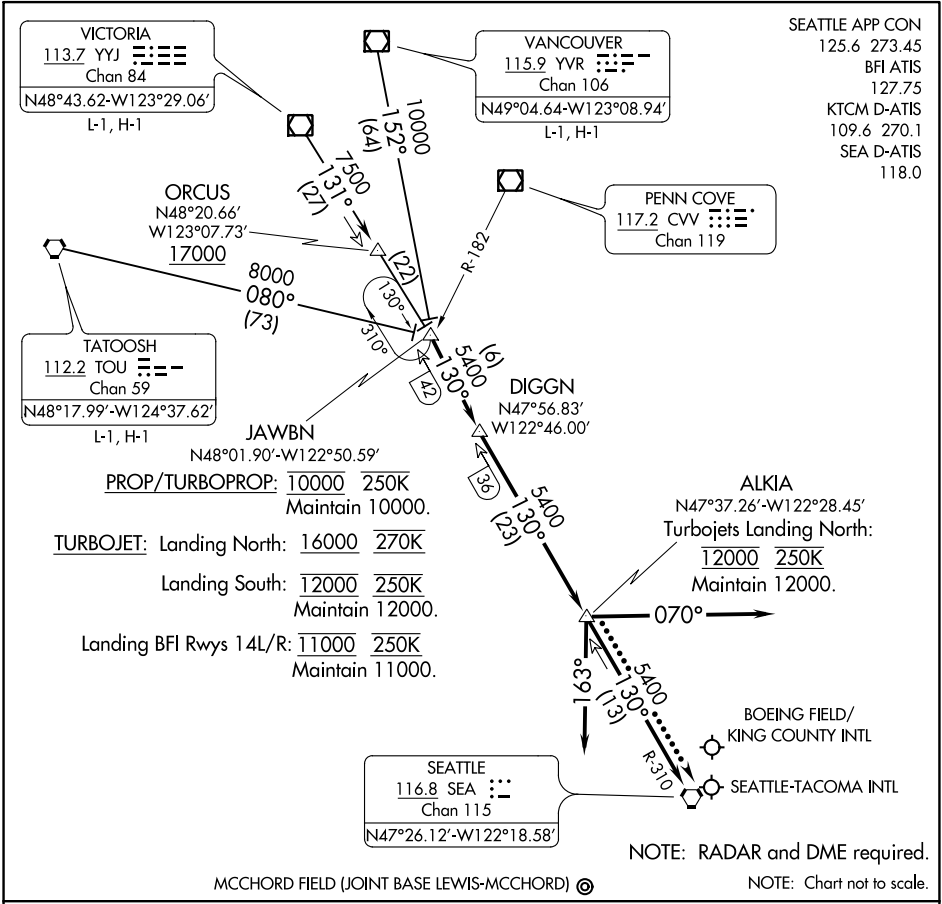 VICTORIA
113.7 YYJ
Chan 84
N48°43.62-W123°29.06′
L-1, H-1
VANCOUVER
115.9 YVR
Chan 106
N49°04.64-W123°08.94′
L-1, H-1
SEATTLE APP CON
125.6 273.45
BFI ATIS
127.75
KTCM D-ATIS
109.6 270.1
SEA D-ATIS
118.0
PENN COVE
117.2 CVV
Chan 119
R-182
10000
152°
(64)
7500
131°
(27)
ORCUS
N48°20.66′
W123°07.73′
17000
(22)
8000
080°
(73)
130°
310°
TATOOSH
112.2 TOU
Chan 59
N48°17.99′-W124°37.62′
L-1, H-1
(6)
5400
130°
42
DIGGN
N47°56.83′
W122°46.00′
36
JAWBN
N48°01.90′-W122°50.59′
PROP/TURBOPROP: 10000 250K
Maintain 10000.
TURBOJET: Landing North: 16000 270K
Landing South: 12000 250K
Maintain 12000.
Landing BFI Rwys 14L/R: 11000 250K
Maintain 11000.
5400
130°
(23)
ALKIA
N47°37.26′-W122°28.45′
Turbojets Landing North:
12000 250K
Maintain 12000.
070°
163°
5400
130°
(13)
R-310
BOEING FIELD/
KING COUNTY INTL
SEATTLE-TACOMA INTL
SEATTLE
116.8 SEA
Chan 115
N47°26.12′-W122°18.58′
NOTE: RADAR and DME required.
MCCHORD FIELD (JOINT BASE LEWIS-MCCHORD)
NOTE: Chart not to scale.